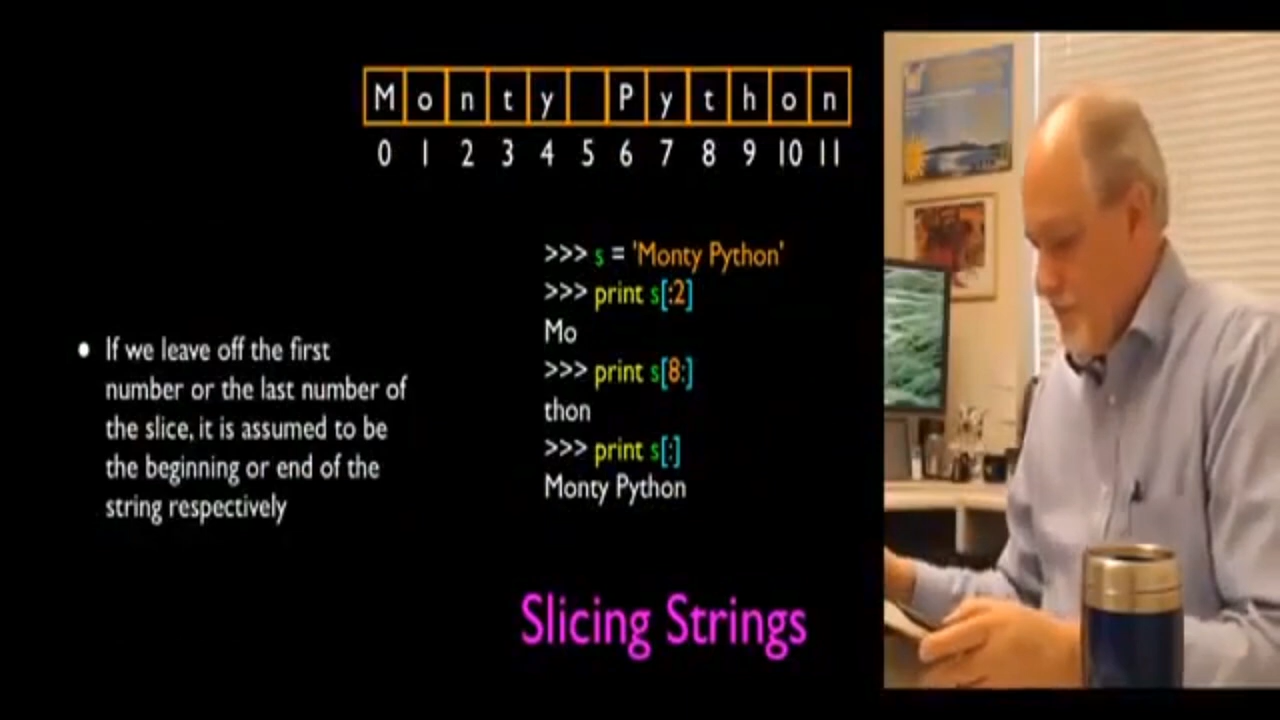 M o n t y P y t h o n
0 1 2 3 4 5 6 7 8 9 10 11
>>> s = 'Monty Python'
>>> print s[:2]
Mo
>>> print s[8:]
thon
>>> print s[:]
Monty Python
• If we leave off the first
number or the last number of
the slice, it is assumed to be
the beginning or end of the
string respectively
Slicing Strings